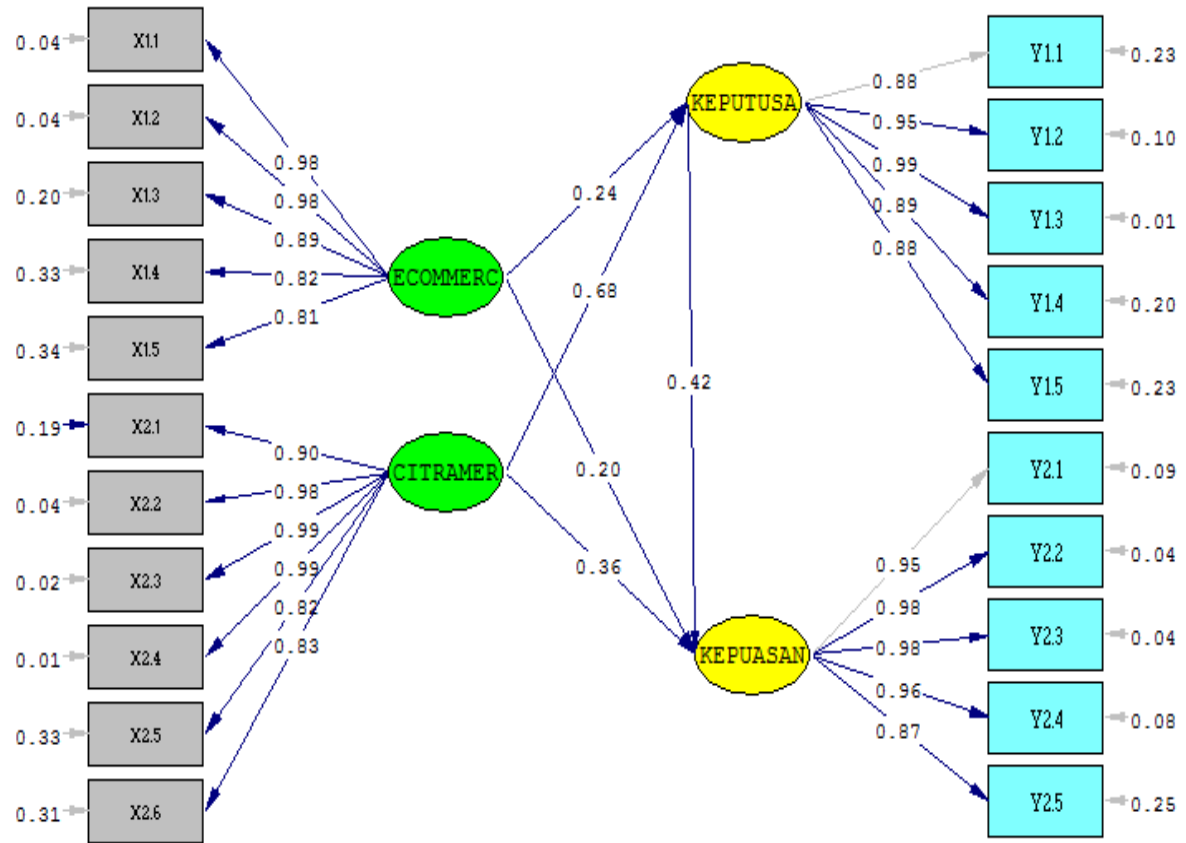 0.04
X1.1
0.04
X1.2
0.20
X1.3
0.33
X1.4
0.34
X1.5
0.19
X2.1
0.04
X2.2
0.02
X2.3
0.01
X2.4
0.33
X2.5
0.31
X2.6
0.98
0.98
0.89
0.82
0.81
0.90
0.98
0.99
0.99
0.82
0.83
ECOMMERC
CITRAMER
0.24
0.68
0.20
0.36
0.42
KEPUTUSA
KEPUASAN
0.88
0.95
0.99
0.89
0.88
0.95
0.98
0.98
0.96
0.87
Y1.1
0.23
Y1.2
0.10
Y1.3
0.01
Y1.4
0.20
Y1.5
0.23
Y2.1
0.09
Y2.2
0.04
Y2.3
0.04
Y2.4
0.08
Y2.5
0.25